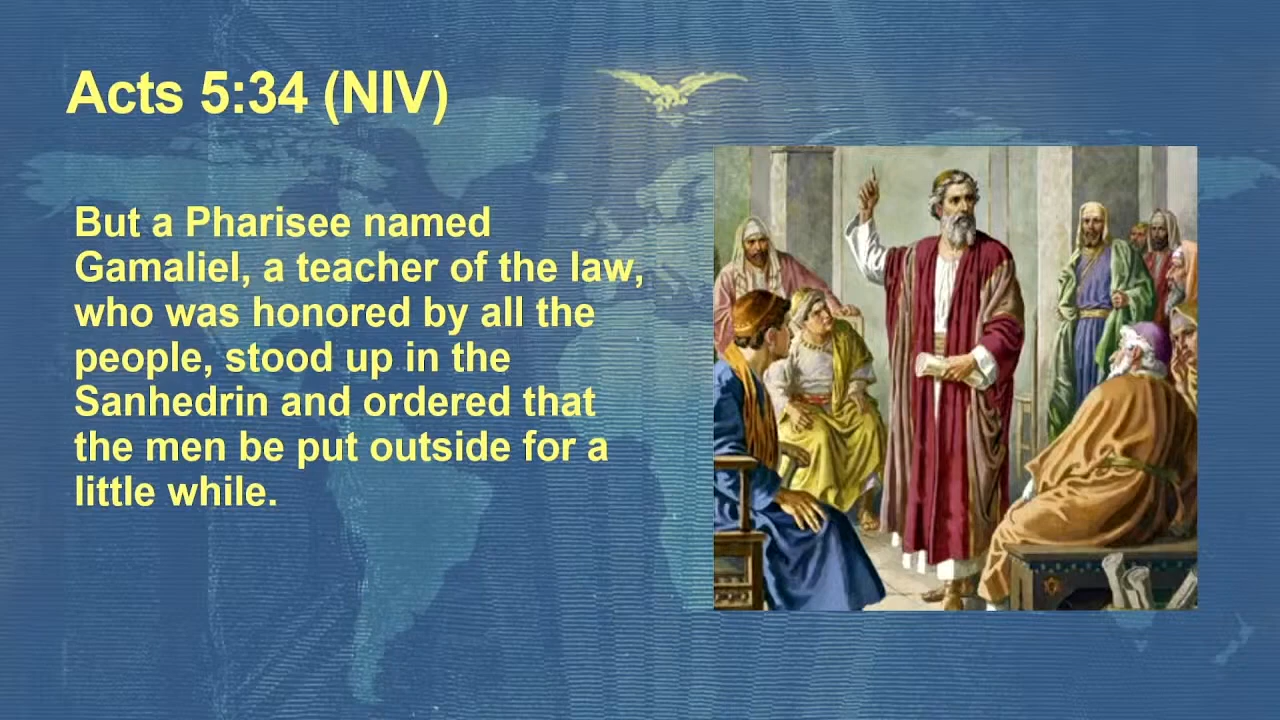 Acts 5:34 (NIV)
But a Pharisee named
Gamaliel, a teacher of the law,
who was honored by all the
people, stood up in the
Sanhedrin and ordered that
the men be put outside for a
little while.